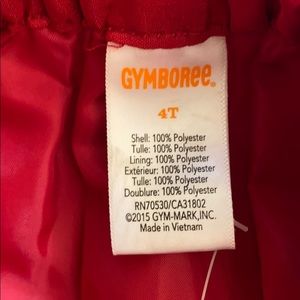 GYMBOREE
4T
Shell: 100% Polyester
Tulle: 100% Polyester
Lining: 100% Polyester
Extérieur: 100% Polyester
Tulle: 100% Polyester
Doublure: 100% Polyester
RN70530/CA31802
©2015 GYM-MARK,INC.
Made in Vietnam